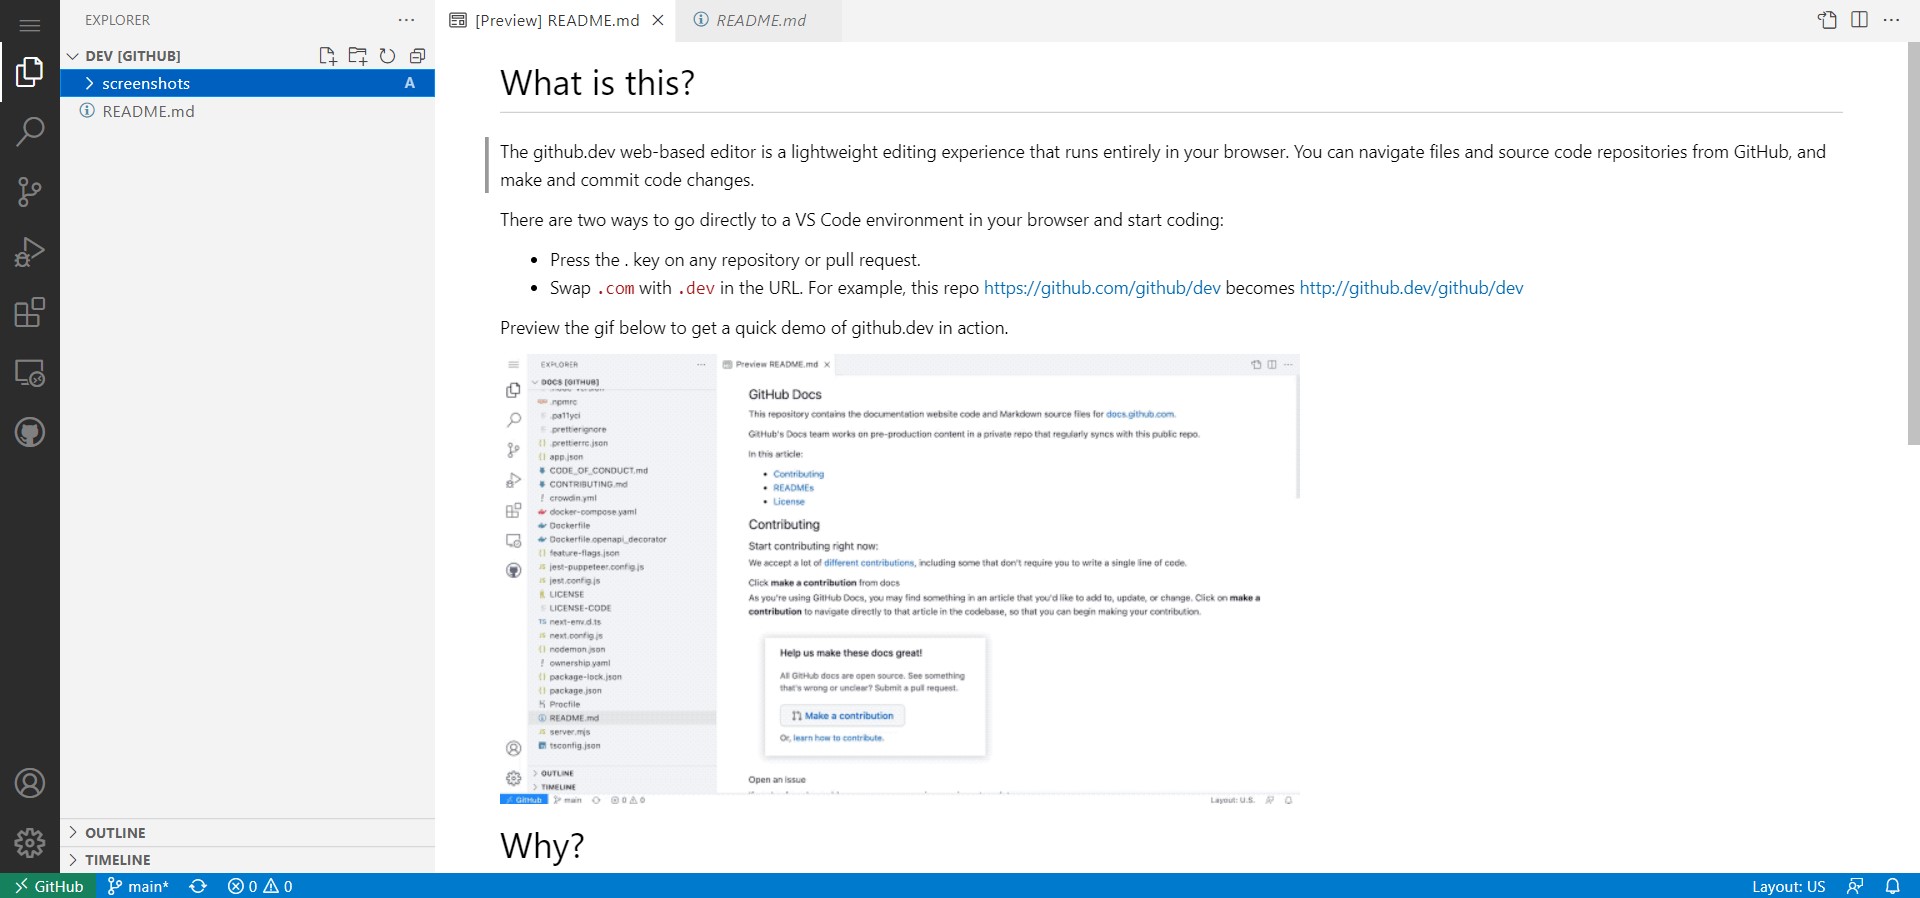 EXPLORER
DEV [GITHUB]
screenshots
A
README.md
OUTLINE
TIMELINE
[Preview] README.md
README.md
What is this?
The github.dev web-based editor is a lightweight editing experience that runs entirely in your browser. You can navigate files and source code repositories from GitHub, and
make and commit code changes.
There are two ways to go directly to a VS Code environment in your browser and start coding:
• Press the . key on any repository or pull request.
• Swap .com with .dev in the URL. For example, this repo https://github.com/github/dev becomes http://github.dev/github/dev
Preview the gif below to get a quick demo of github.dev in action.
EXPLORER
DOCS [GITHUB]
.npmrc
.pa11yci
.prettierignore
.prettierrc.json
app.json
CODE_OF_CONDUCT.md
CONTRIBUTING.md
crowdin.yml
docker-compose.yaml
Dockerfile
Dockerfile.openapi_decorator
feature-flags.json
jest-puppeteer.config.js
jest.config.js
LICENSE
LICENSE-CODE
next-env.d.ts
next.config.js
nodemon.json
ownership.yaml
package-lock.json
package.json
Procfile
README.md
server.mjs
tsconfig.json
OUTLINE
TIMELINE
Preview README.md
GitHub Docs
This repository contains the documentation website code and Markdown source files for docs.github.com.
GitHub's Docs team works on pre-production content in a private repo that regularly syncs with this public repo.
In this article:
• Contributing
• READMEs
• License
Contributing
Start contributing right now:
We accept a lot of different contributions, including some that don't require you to write a single line of code.
Click make a contribution from docs
As you're using GitHub Docs, you may find something in an article that you'd like to add to, update, or change. Click on make a
contribution to navigate directly to that article in the codebase, so that you can begin making your contribution.
Help us make these docs great!
All GitHub docs are open source. See something
that's wrong or unclear? Submit a pull request.
Make a contribution
Or, learn how to contribute.
Open an issue
GitHub main 0 0 Layout: U.S.
Why?
GitHub main* 0 0 Layout: US